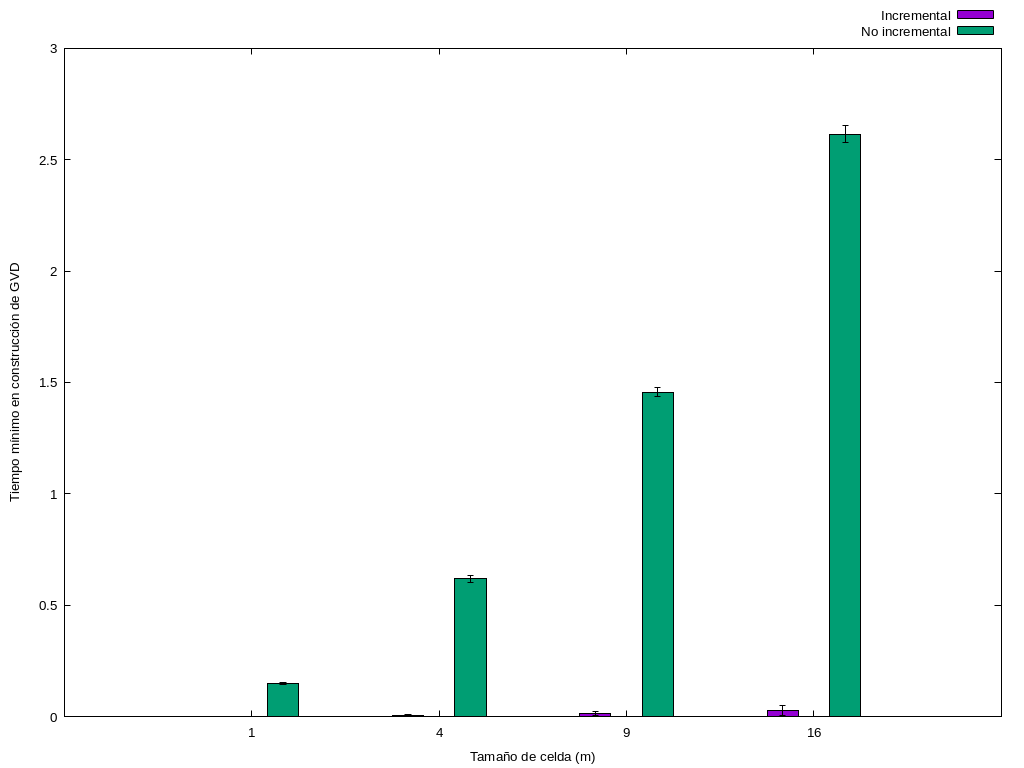 Incremental
No incremental
3
2.5
2
1.5
1
0.5
0
Tiempo mínimo en construcción de GVD
1 4 9 16
Tamaño de celda (m)